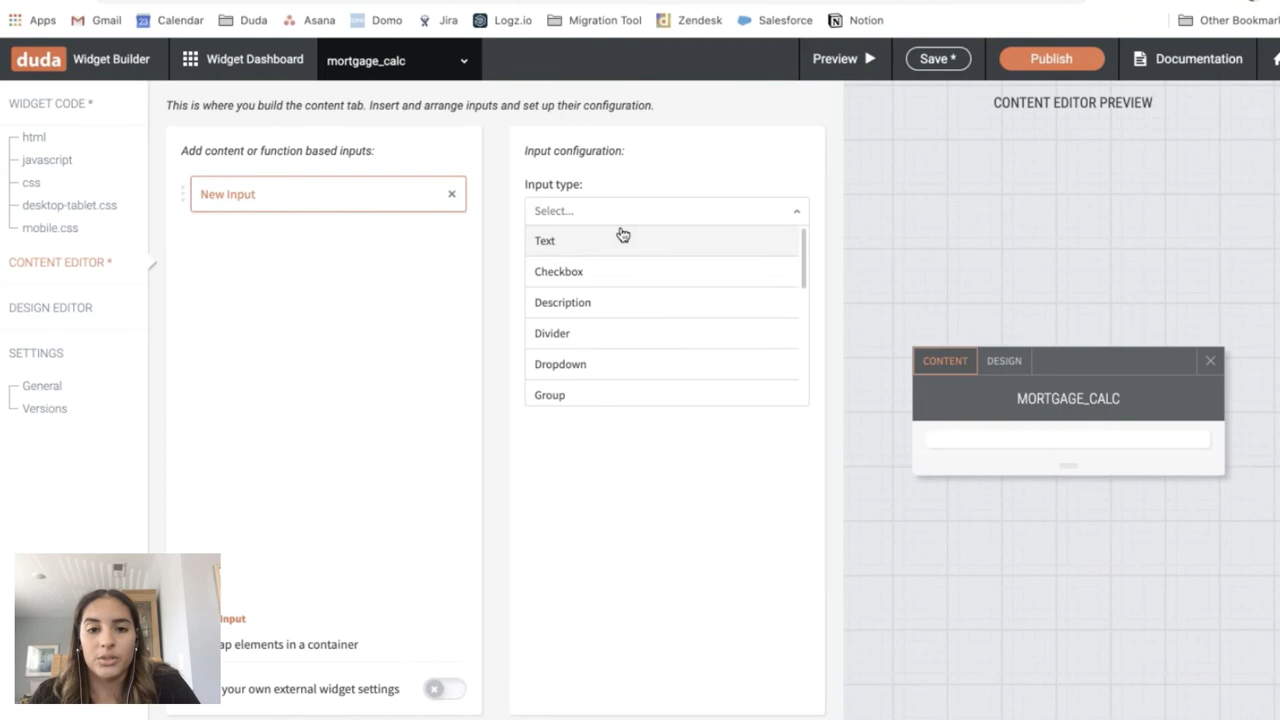 Apps Gmail Calendar Duda Asana Domo Jira Logz.io Migration Tool Zendesk Salesforce Notion Other Bookmar
duda Widget Builder Widget Dashboard mortgage_calc Preview Save * Publish Documentation
WIDGET CODE *
html
javascript
css
desktop-tablet.css
mobile.css
CONTENT EDITOR *
DESIGN EDITOR
SETTINGS
General
Versions
This is where you build the content tab. Insert and arrange inputs and set up their configuration.
Add content or function based inputs:
New Input
nput
ap elements in a container
your own external widget settings
Input configuration:
Input type:
Select...
Text
Checkbox
Description
Divider
Dropdown
Group
CONTENT EDITOR PREVIEW
CONTENT DESIGN
MORTGAGE_CALC